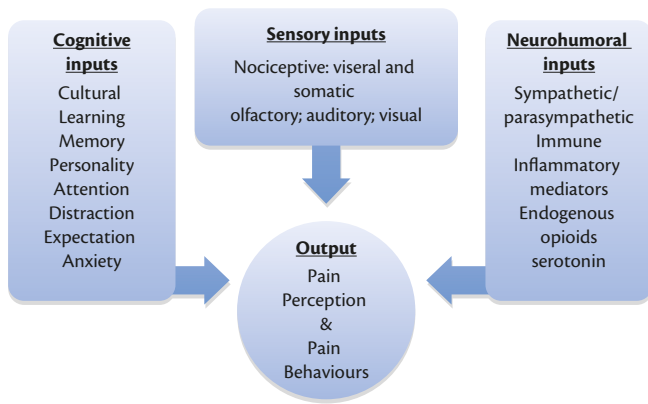 Cognitive
inputs
Cultural
Learning
Memory
Personality
Attention
Distraction
Expectation
Anxiety
Sensory inputs
Nociceptive: viseral and
somatic
olfactory; auditory; visual
Neurohumoral
inputs
Sympathetic/
parasympathetic
Immune
Inflammatory
mediators
Endogenous
opioids
serotonin
Output
Pain
Perception
&
Pain
Behaviours